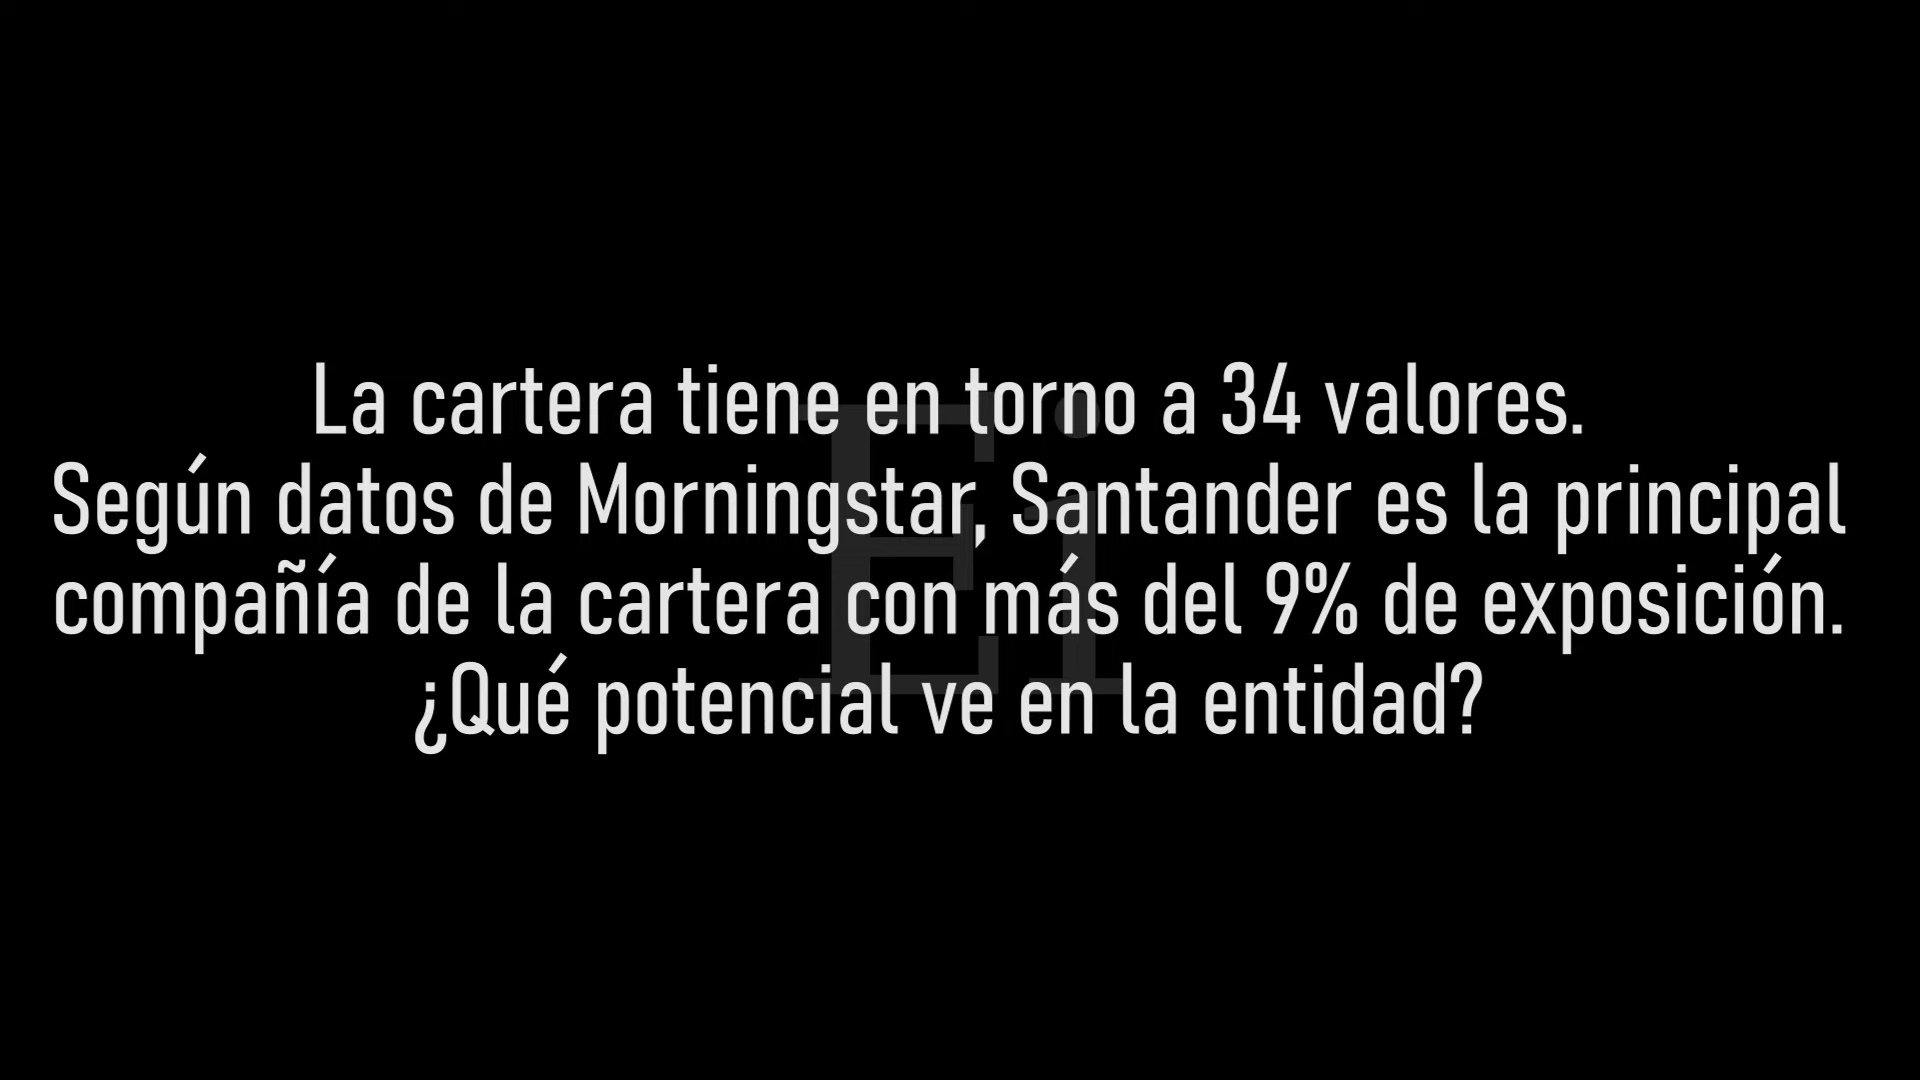 La cartera tiene en torno a 34 valores.
Según datos de Morningstar, Santander es la principal
compañía de la cartera con más del 9% de exposición.
¿Qué potencial ve en la entidad?
Ei